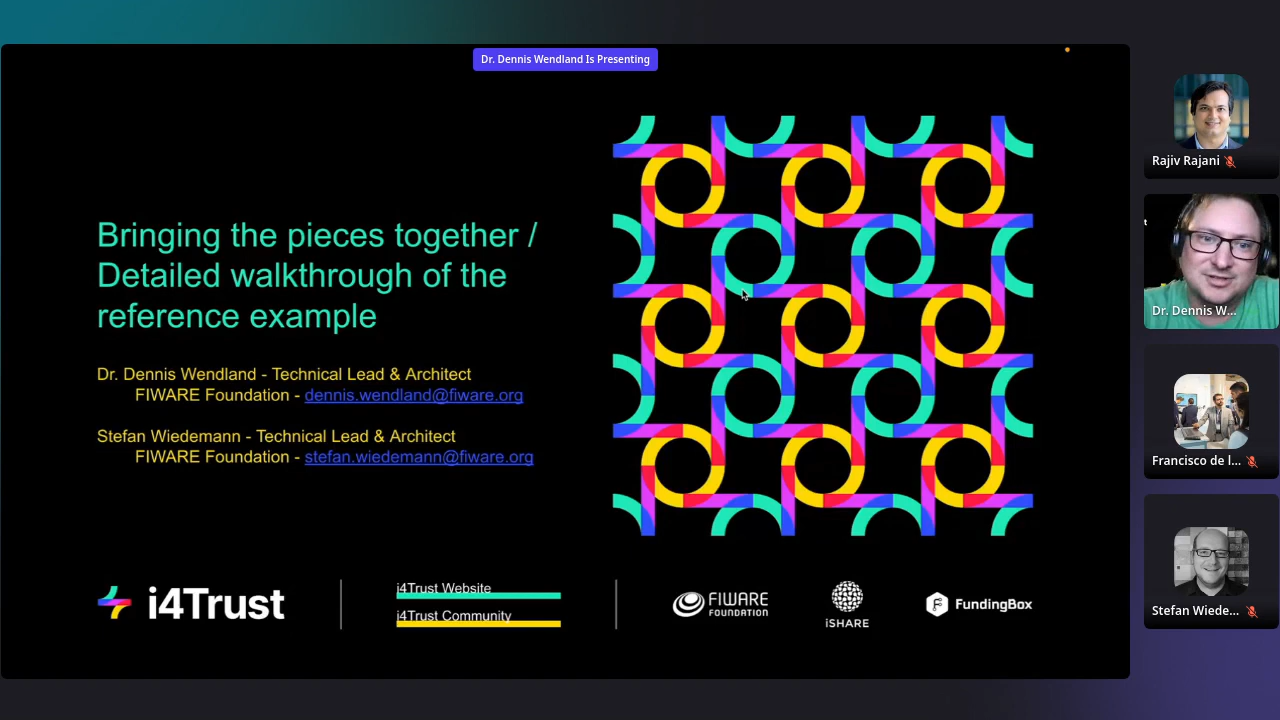 Dr. Dennis Wendland Is Presenting
Bringing the pieces together /
Detailed walkthrough of the
reference example
Dr. Dennis Wendland - Technical Lead & Architect
FIWARE Foundation - dennis.wendland@fiware.org
Stefan Wiedemann - Technical Lead & Architect
FIWARE Foundation - stefan.wiedemann@fiware.org
i4Trust
i4Trust Website
i4Trust Community
FIWARE
FOUNDATION
iSHARE
FundingBox
Rajiv Rajani
Dr. Dennis W...
Francisco de l...
Stefan Wiede...